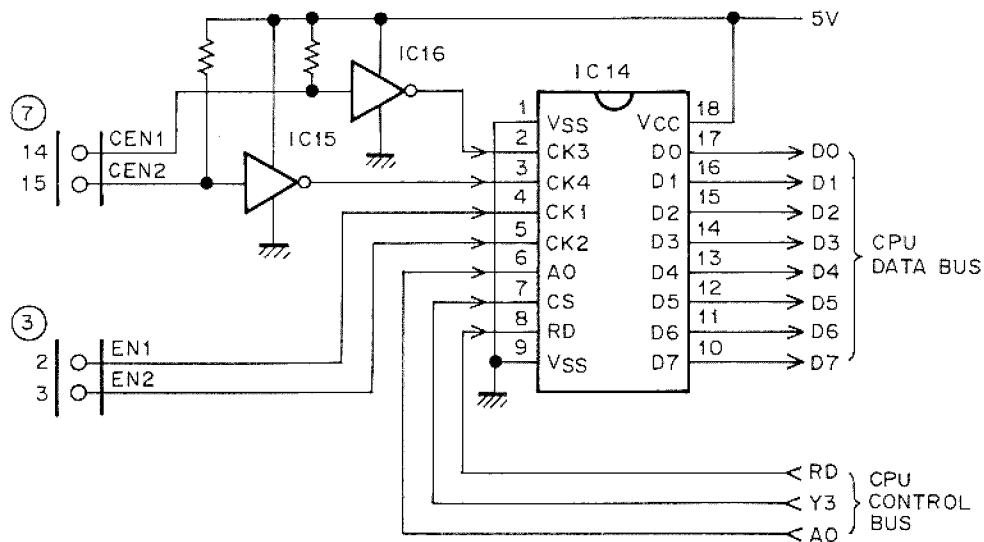 5V
IC16
IC14
7
14 CEN1
15 CEN2
IC15
1 VSS VCC 18
2 CK3 D0 17 D0
3 CK4 D1 16 D1
4 CK1 D2 15 D2
5 CK2 D3 14 D3
6 A0 D4 13 D4
7 CS D5 12 D5
8 RD D6 11 D6
9 VSS D7 10 D7
CPU
DATA BUS
3
2 EN1
3 EN2
RD
Y3
A0
CPU
CONTROL
BUS